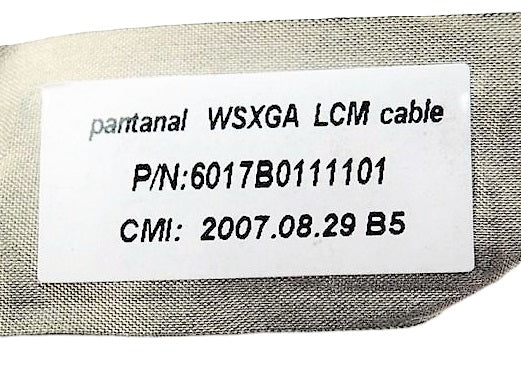 pantanal WSXGA LCM cable
P/N:6017B0111101
CMI: 2007.08.29 B5